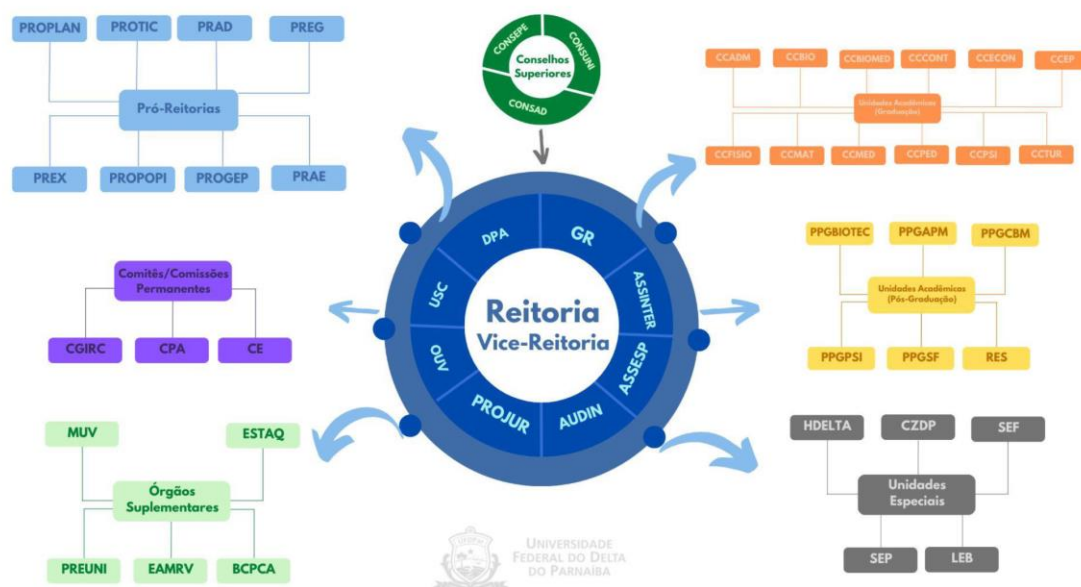 PROPLAN
PROTIC
PRAD
PREG
Pró-Reitorias
PREX
PROPOPI
PROGEP
PRAE
CONSEPE
CONSUNI
CONSAD
Conselhos
Superiores
CCADM
CCBIO
CCBIOMED
CCCONT
CCECON
CCEP
Unidades Acadêmicas
(Graduação)
CCFISIO
CCMAT
CCMED
CCPED
CCPSI
CCTUR
Comitês/Comissões
Permanentes
CGIRC
CPA
CE
DPA
GR
ASSINTER
ASSESP
AUDIN
PROJUR
OUV
USC
Reitoria
Vice-Reitoria
PPGBIOTEC
PPGAPM
PPGCBM
Unidades Acadêmicas
(Pós-Graduação)
PPGPSI
PPGSF
RES
MUV
ESTAQ
Órgãos
Suplementares
PREUNI
EAMRV
BCPCA
HDELTA
CZDP
SEF
Unidades
Especiais
SEP
LEB
Universidade
Federal do Delta
do Parnaíba